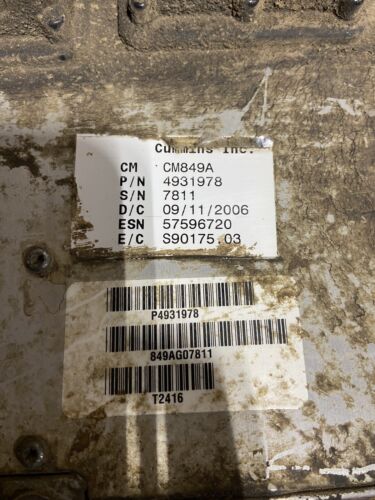 Cummins Inc.
CM CM849A
P/N 4931978
S/N 7811
D/C 09/11/2006
ESN 57596720
E/C S90175.03
P4931978
849AG07811
T2416